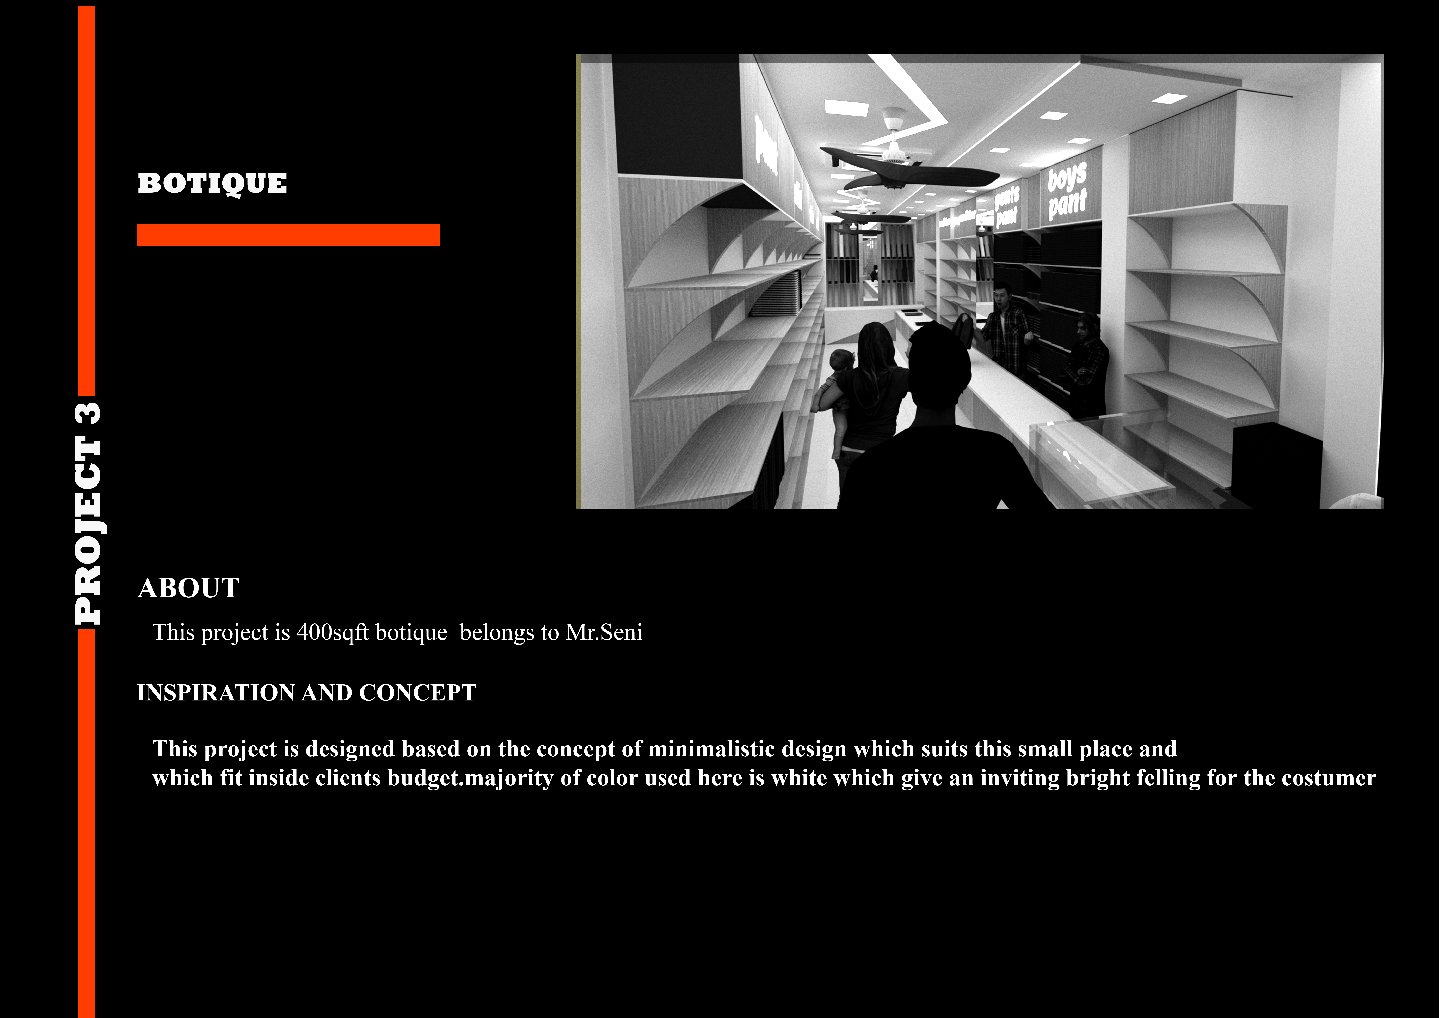 PROJECT 3
BOTIQUE
boys
pant
pant
ABOUT
This project is 400sqft botique  belongs to Mr.Seni
INSPIRATION AND CONCEPT
This project is designed based on the concept of minimalistic design which suits this small place and
which fit inside clients budget.majority of color used here is white which give an inviting bright felling for the costumer